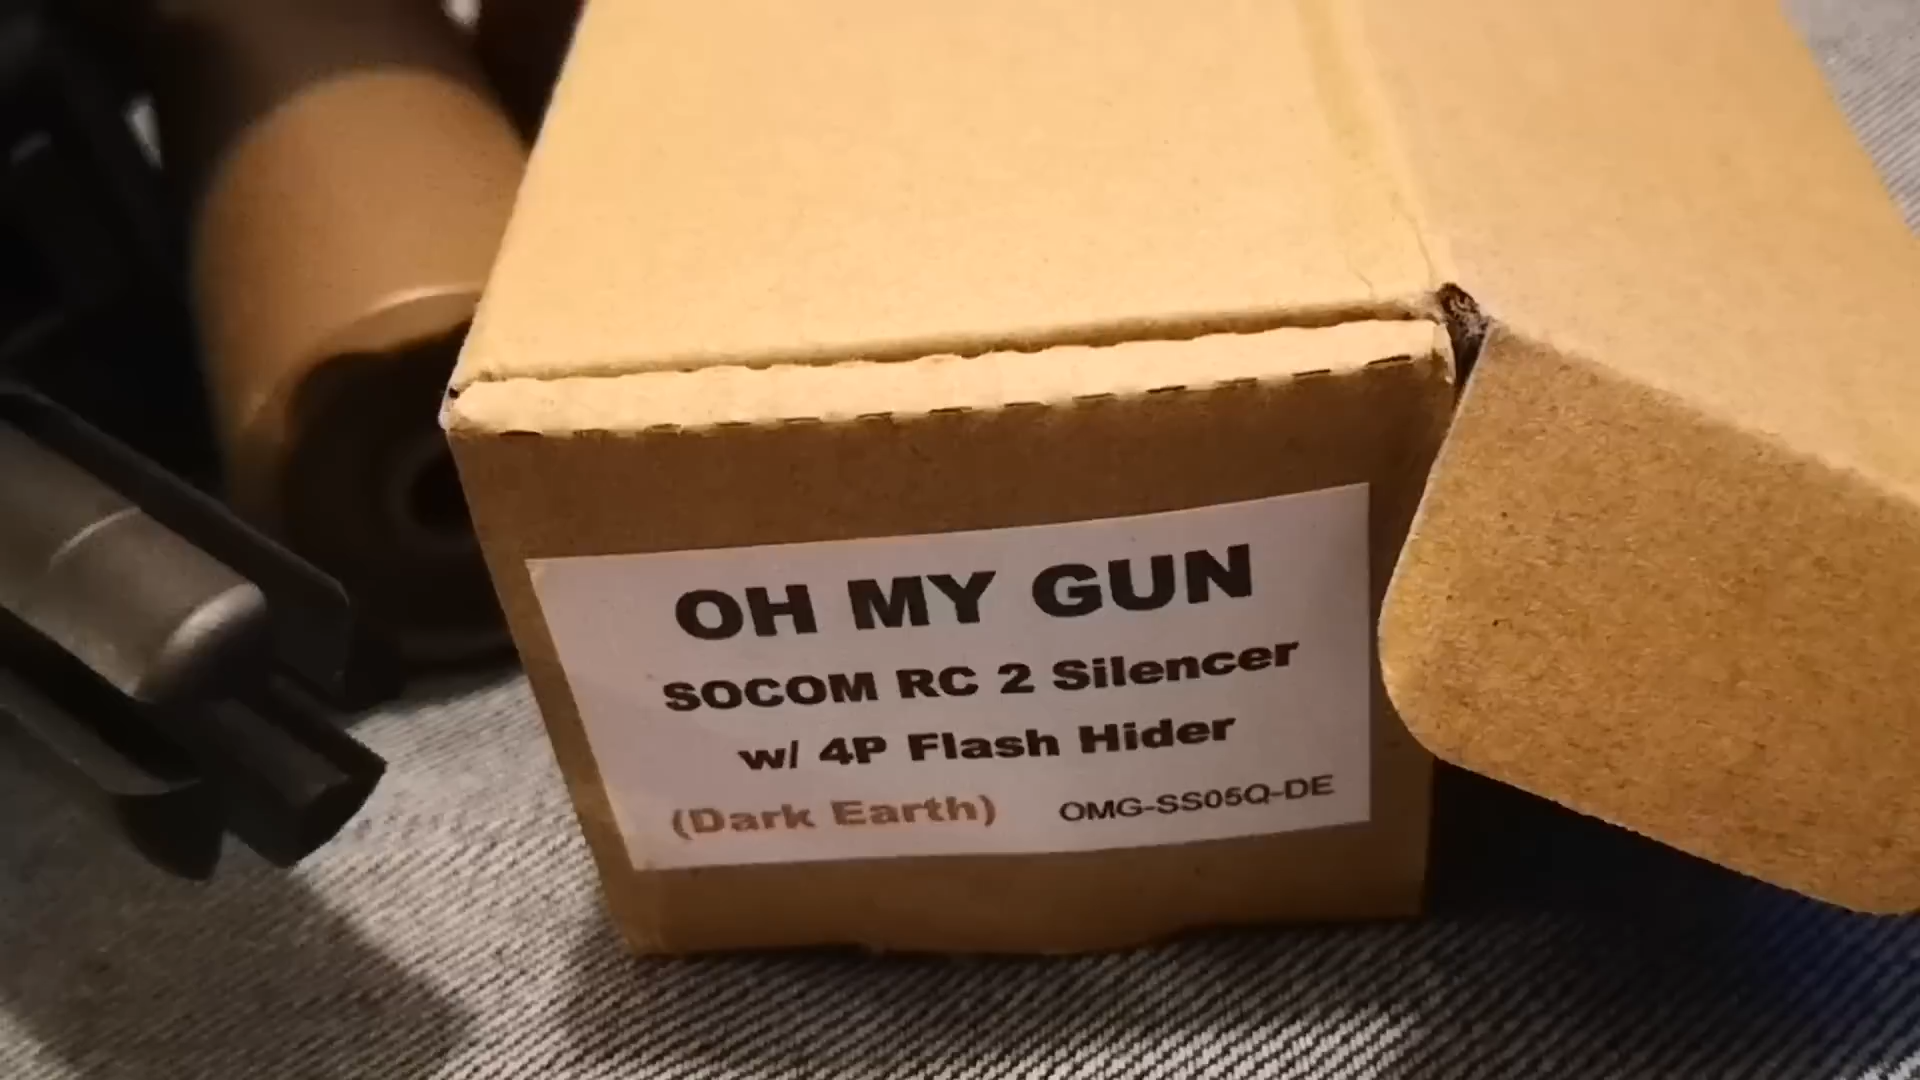 OH MY GUN
SOCOM RC 2 Silencer
w/ 4P Flash Hider
(Dark Earth) OMG-SS05Q-DE